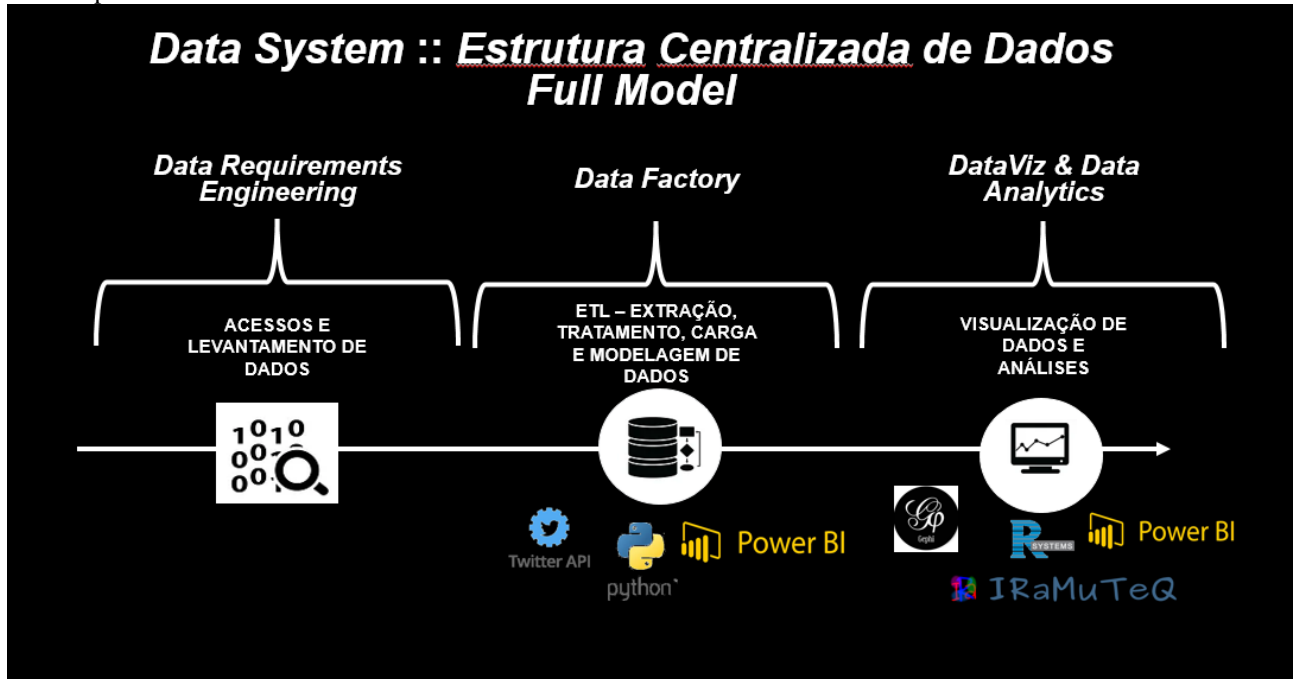 Data System :: Estrutura Centralizada de Dados
Full Model
Data Requirements
Engineering
Data Factory
DataViz & Data
Analytics
ACESSOS E
LEVANTAMENTO DE
DADOS
ETL – EXTRAÇÃO,
TRATAMENTO, CARGA
E MODELAGEM DE
DADOS
VISUALIZAÇÃO DE
DADOS E
ANÁLISES
1010
00
00
Twitter API
python
Power BI
Gephi
R SYSTEMS
Power BI
IRaMuTeQ